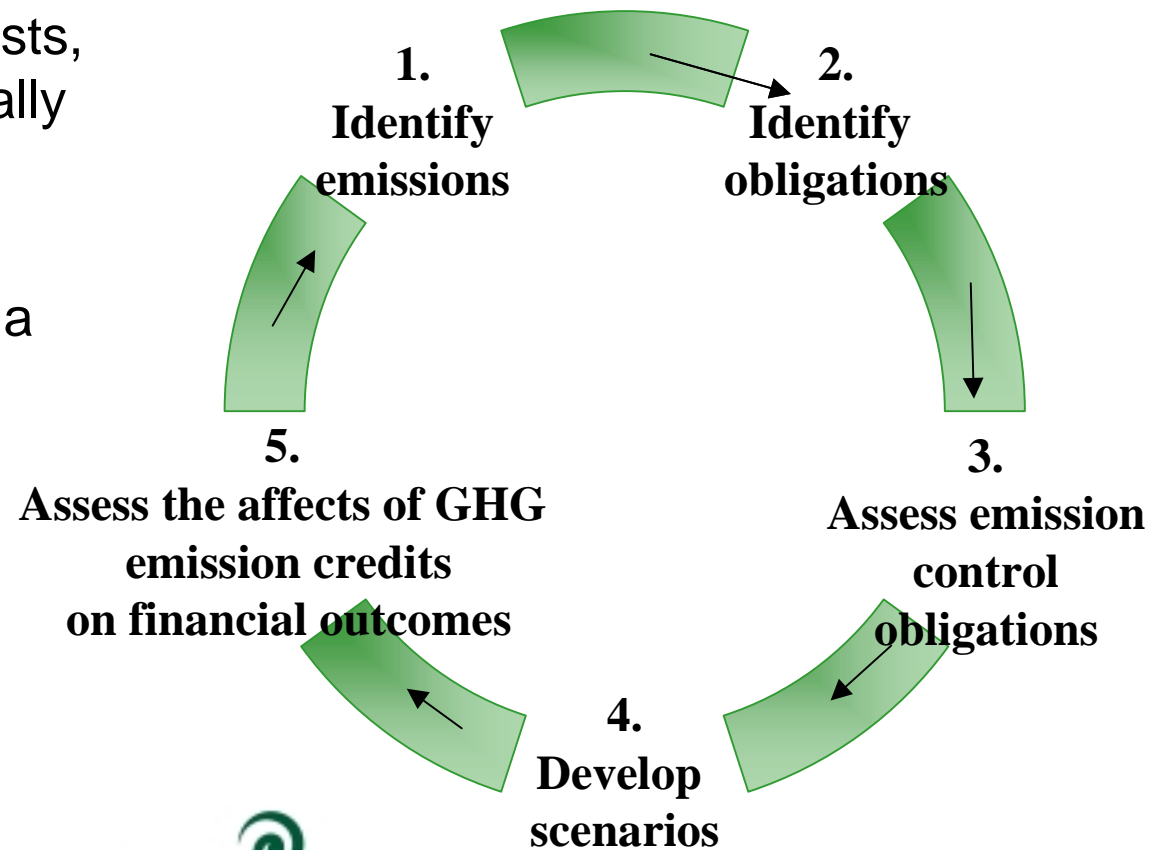 sts,
ally
a
1.
Identify
emissions
2.
Identify
obligations
3.
Assess emission
control
obligations
4.
Develop
scenarios
5.
Assess the affects of GHG
emission credits
on financial outcomes